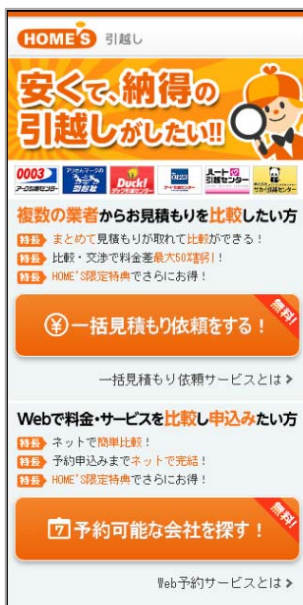 HOME'S 引越し
安くて、納得の
引越しがしたい!!
0003
アーク引越センター
アリさんマークの
引越社
Duck!
ダック引越センター
0123
アート引越センター
ハート
引越センター
サカイ引越センター
複数の業者からお見積もりを比較したい方
特長 まとめて見積もりが取れて比較ができる！
特長 比較・交渉で料金差最大50%割引！
特長 HOME'S限定特典でさらにお得！
無料!
一括見積もり依頼をする！
一括見積もり依頼サービスとは
Webで料金・サービスを比較し申込みたい方
特長 ネットで簡単比較！
特長 予約申込みまでネットで完結！
特長 HOME'S限定特典でさらにお得！
無料!
7 予約可能な会社を探す！
Web予約サービスとは